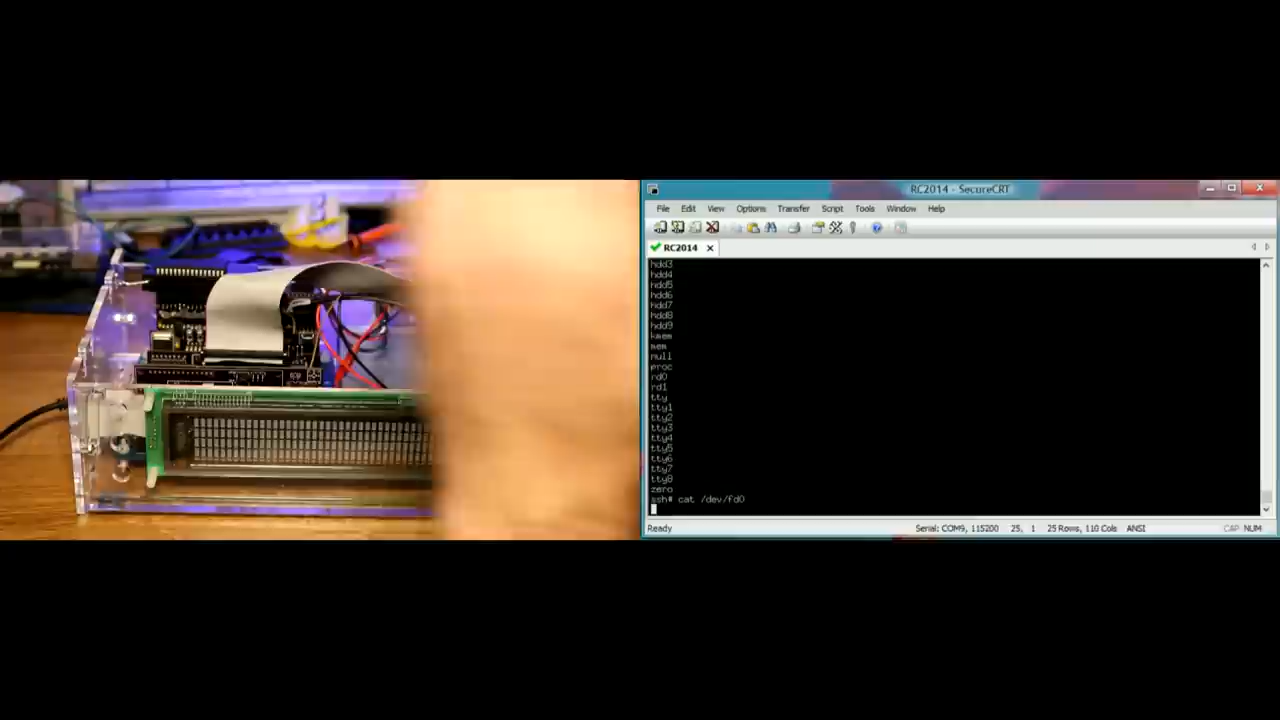 RC2014 - SecureCRT
File Edit View Options Transfer Script Tools Window Help
RC2014
hdd3
hdd4
hdd5
hdd6
hdd7
hdd8
hdd9
kmem
mem
null
proc
rd0
rd1
tty
tty1
tty2
tty3
tty4
tty5
tty6
tty7
tty8
zero
ssh# cat /dev/fd0
Ready Serial: COM9, 115200 25, 1 25 Rows, 110 Cols ANSI CAP NUM